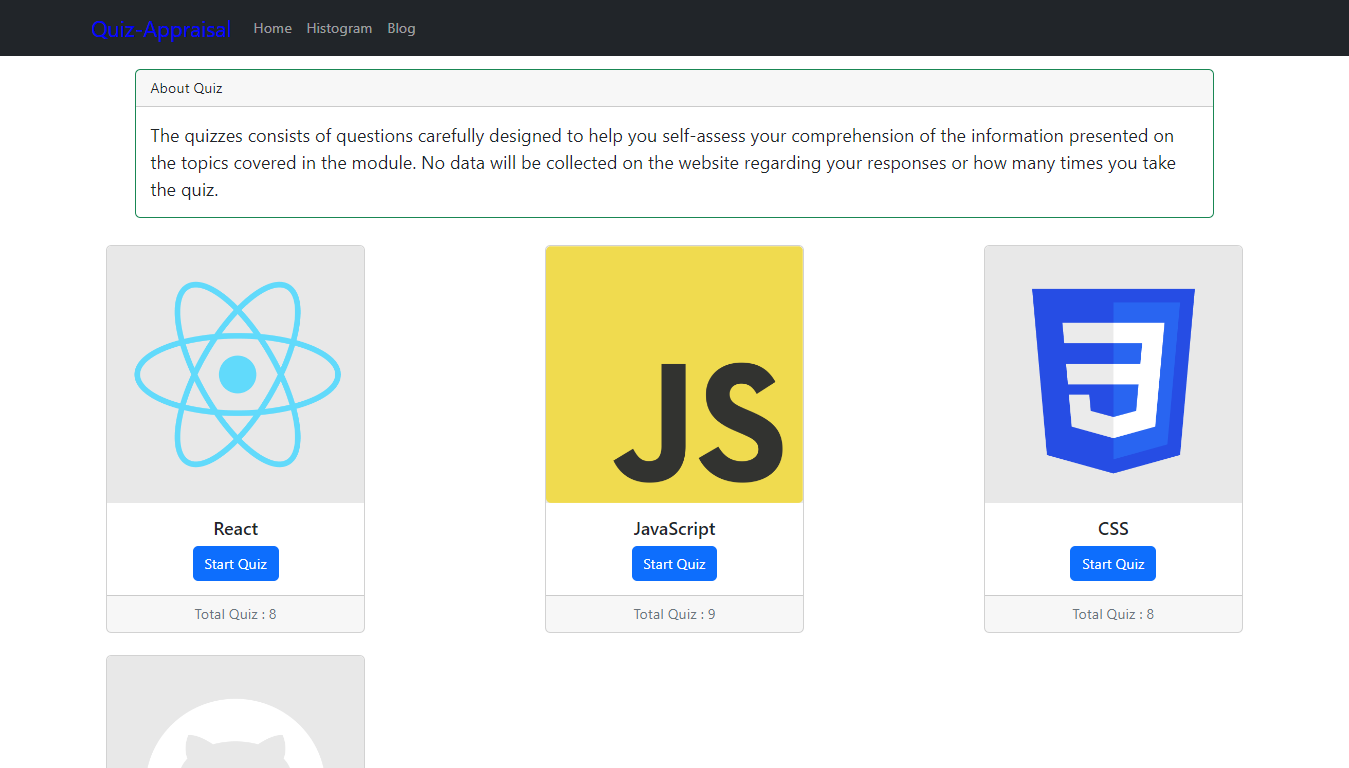 Quiz-Appraisal Home Histogram Blog
About Quiz
The quizzes consists of questions carefully designed to help you self-assess your comprehension of the information presented on
the topics covered in the module. No data will be collected on the website regarding your responses or how many times you take
the quiz.
JS
React
JavaScript
CSS
Start Quiz
Start Quiz
Start Quiz
Total Quiz : 8
Total Quiz : 9
Total Quiz : 8